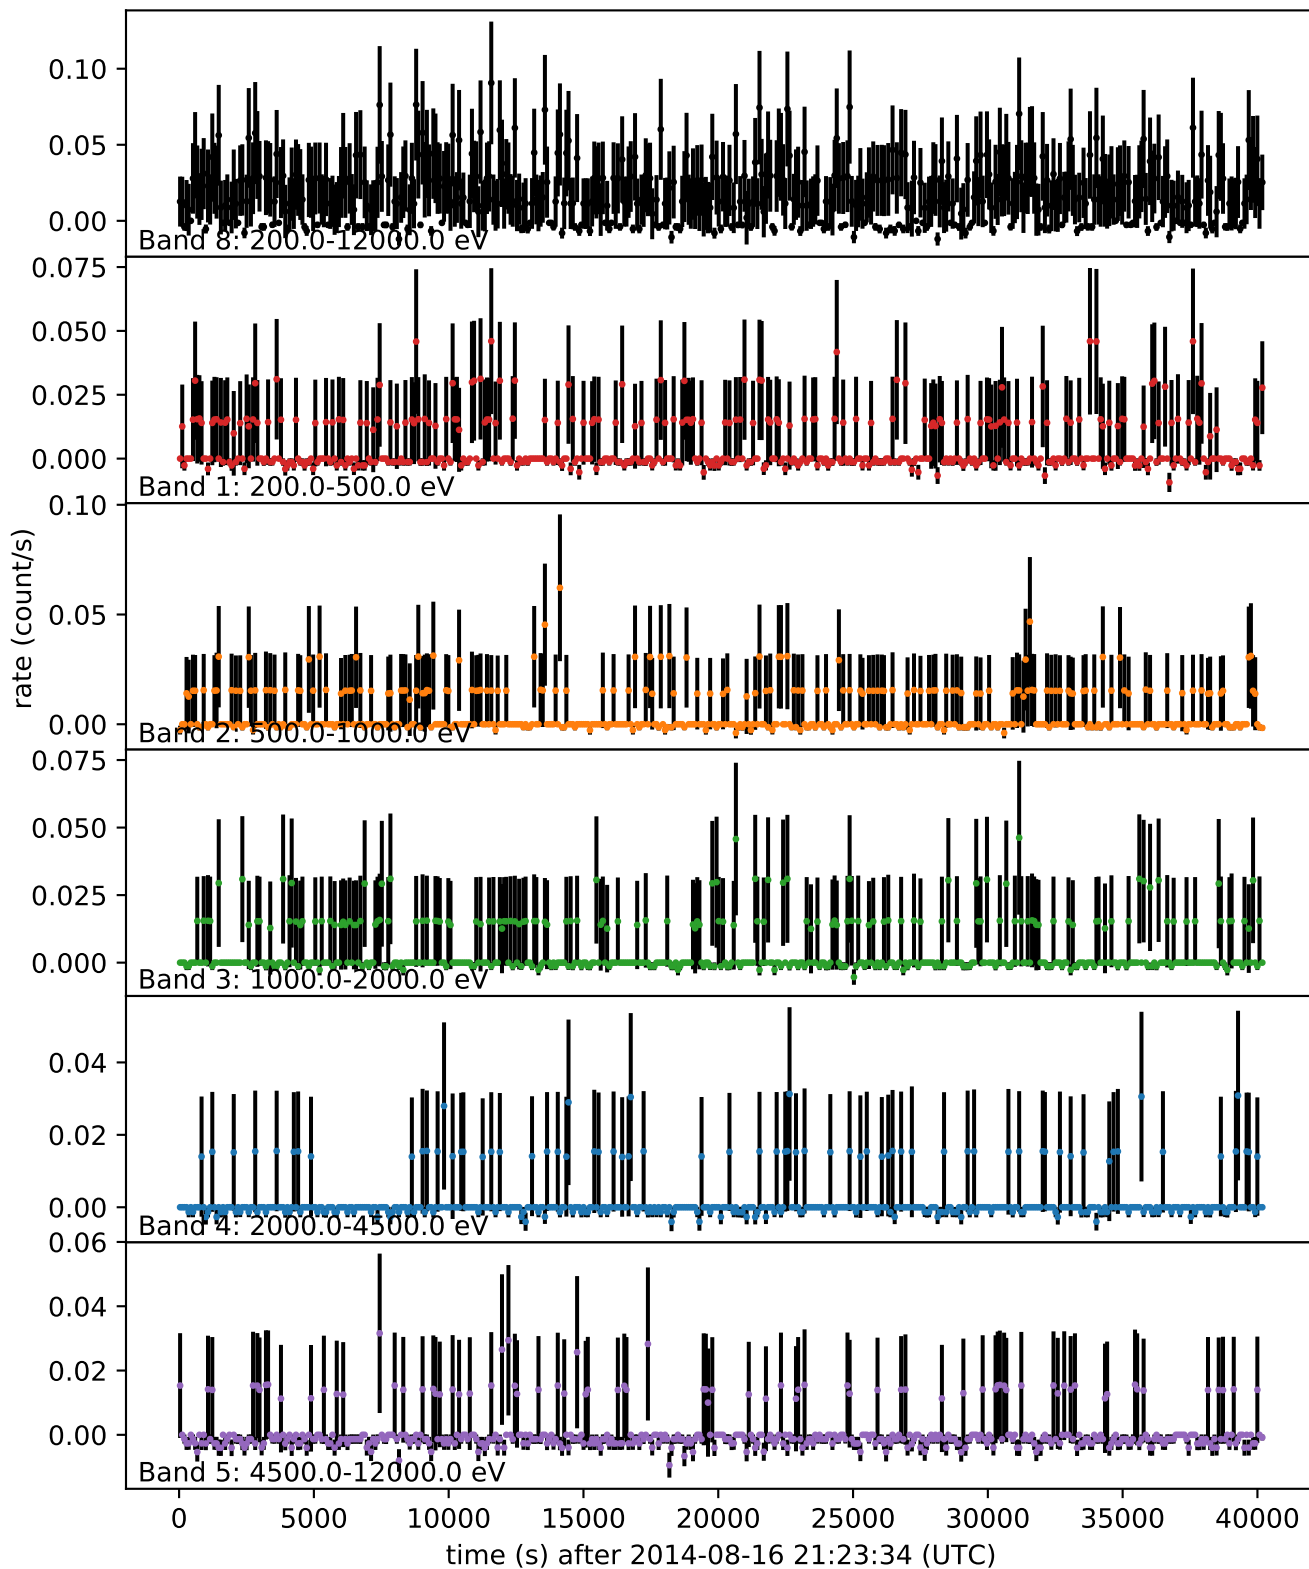 0.10
0.05
0.00
Band 8: 200.0-12000.0 eV
0.075
0.050
0.025
0.000
Band 1: 200.0-500.0 eV
0.10
0.05
0.00
Band 2: 500.0-1000.0 eV
rate (count/s)
0.075
0.050
0.025
0.000
Band 3: 1000.0-2000.0 eV
0.04
0.02
0.00
Band 4: 2000.0-4500.0 eV
0.06
0.04
0.02
0.00
Band 5: 4500.0-12000.0 eV
0 5000 10000 15000 20000 25000 30000 35000 40000
time (s) after 2014-08-16 21:23:34 (UTC)